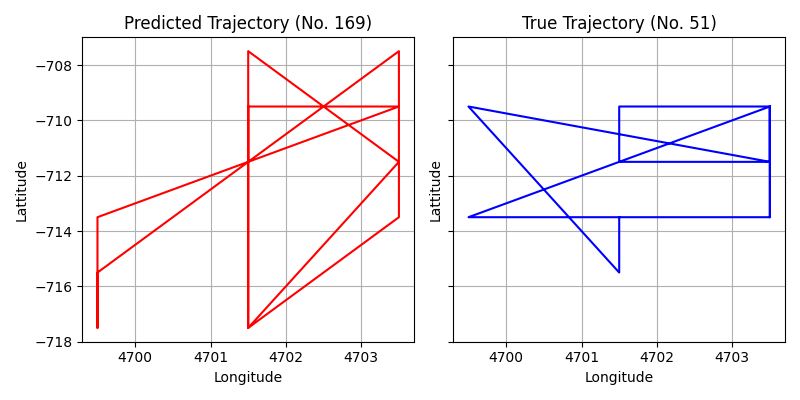 Predicted Trajectory (No. 169)
True Trajectory (No. 51)
−708
−710
−712
−714
−716
−718
Lattitude
Lattitude
4700
4701
4702
4703
4700
4701
4702
4703
Longitude
Longitude